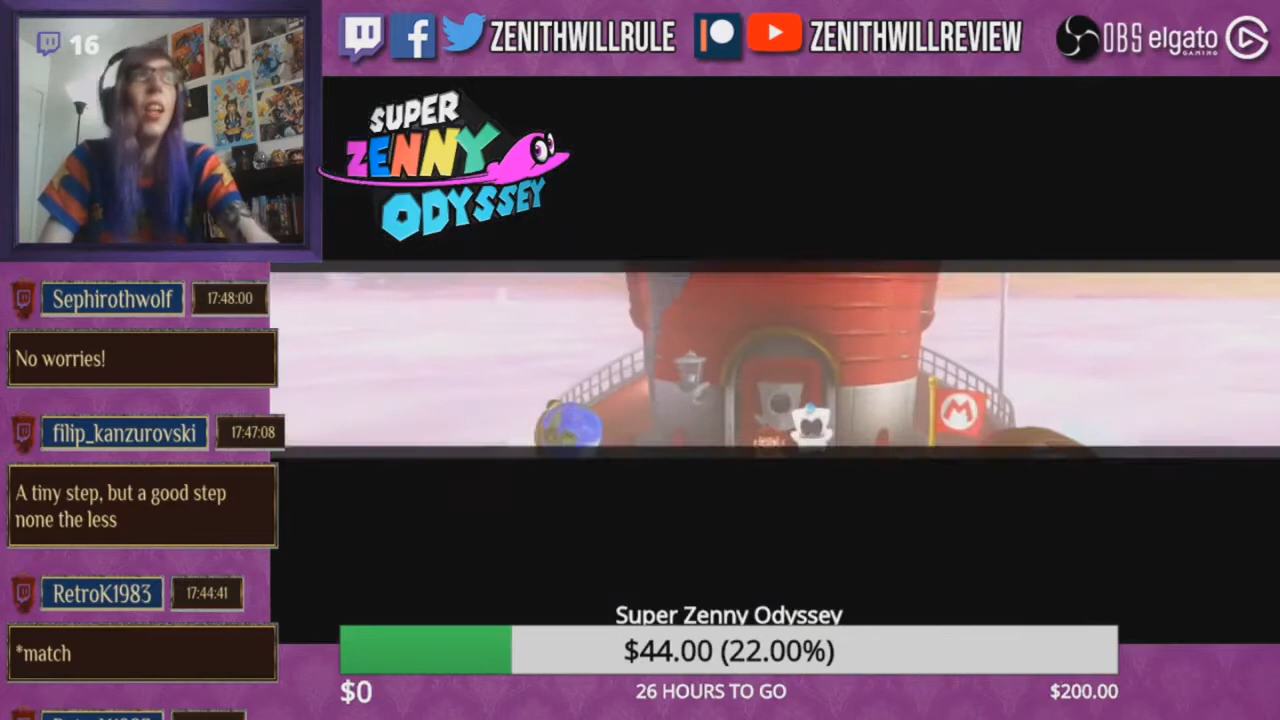 16
ZENITHWILLRULE
ZENITHWILLREVIEW
OBS elgato
GAMING
SUPER
ZENNY
ODYSSEY
Sephirothwolf 17:48:00
No worries!
filip_kanzurovski 17:47:08
A tiny step, but a good step
none the less
RetroK1983 17:44:41
*match
M
Super Zenny Odyssey
$44.00 (22.00%)
$0 26 HOURS TO GO $200.00